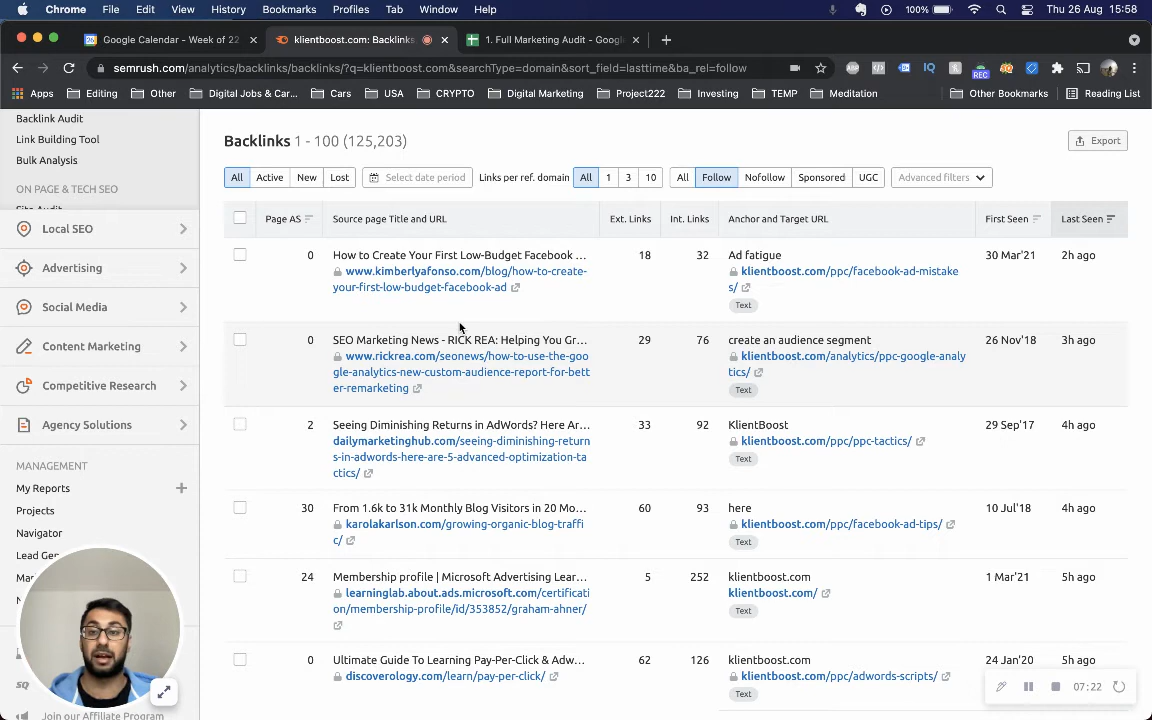 Chrome File Edit View History Bookmarks Profiles Tab Window Help 100% Thu 26 Aug 15:58
Google Calendar - Week of 22 klientboost.com: Backlinks 1. Full Marketing Audit - Googl
semrush.com/analytics/backlinks/backlinks/?q=klientboost.com&searchType=domain&sort_field=lasttime&ba_rel=follow REC
Apps Editing Other Digital Jobs & Car... Cars USA CRYPTO Digital Marketing Project222 Investing TEMP Meditation Other Bookmarks Reading List
Backlink Audit
Link Building Tool
Bulk Analysis
ON PAGE & TECH SEO
Site Audit
Local SEO
Advertising
Social Media
Content Marketing
Competitive Research
Agency Solutions
MANAGEMENT
My Reports
Projects
Navigator
Lead Gen
Join our Affiliate Program
Backlinks 1 - 100 (125,203)
Export
All Active New Lost Select date period Links per ref. domain All 1 3 10 All Follow Nofollow Sponsored UGC Advanced filters
Page AS Source page Title and URL Ext. Links Int. Links Anchor and Target URL First Seen Last Seen
0 How to Create Your First Low-Budget Facebook ... 18 32 Ad fatigue 30 Mar'21 2h ago
www.kimberlyafonso.com/blog/how-to-create- klientboost.com/ppc/facebook-ad-mistake
your-first-low-budget-facebook-ad s/
Text
0 SEO Marketing News - RICK REA: Helping You Gr... 29 76 create an audience segment 26 Nov'18 3h ago
www.rickrea.com/seonews/how-to-use-the-goo klientboost.com/analytics/ppc-google-analy
gle-analytics-new-custom-audience-report-for-bett tics/
er-remarketing Text
2 Seeing Diminishing Returns in AdWords? Here Ar... 33 92 KlientBoost 29 Sep'17 4h ago
dailymarketinghub.com/seeing-diminishing-return klientboost.com/ppc/ppc-tactics/
s-in-adwords-here-are-5-advanced-optimization-ta Text
ctics/
30 From 1.6k to 31k Monthly Blog Visitors in 20 Mo... 60 93 here 10 Jul'18 4h ago
karolakarlson.com/growing-organic-blog-traffi klientboost.com/ppc/facebook-ad-tips/
c/ Text
24 Membership profile | Microsoft Advertising Lear... 5 252 klientboost.com 1 Mar'21 5h ago
learninglab.about.ads.microsoft.com/certificati klientboost.com/
on/membership-profile/id/353852/graham-ahner/ Text
0 Ultimate Guide To Learning Pay-Per-Click & Adw... 62 126 klientboost.com 24 Jan'20 5h ago
discoverology.com/learn/pay-per-click/ klientboost.com/ppc/adwords-scripts/
Text
07:22